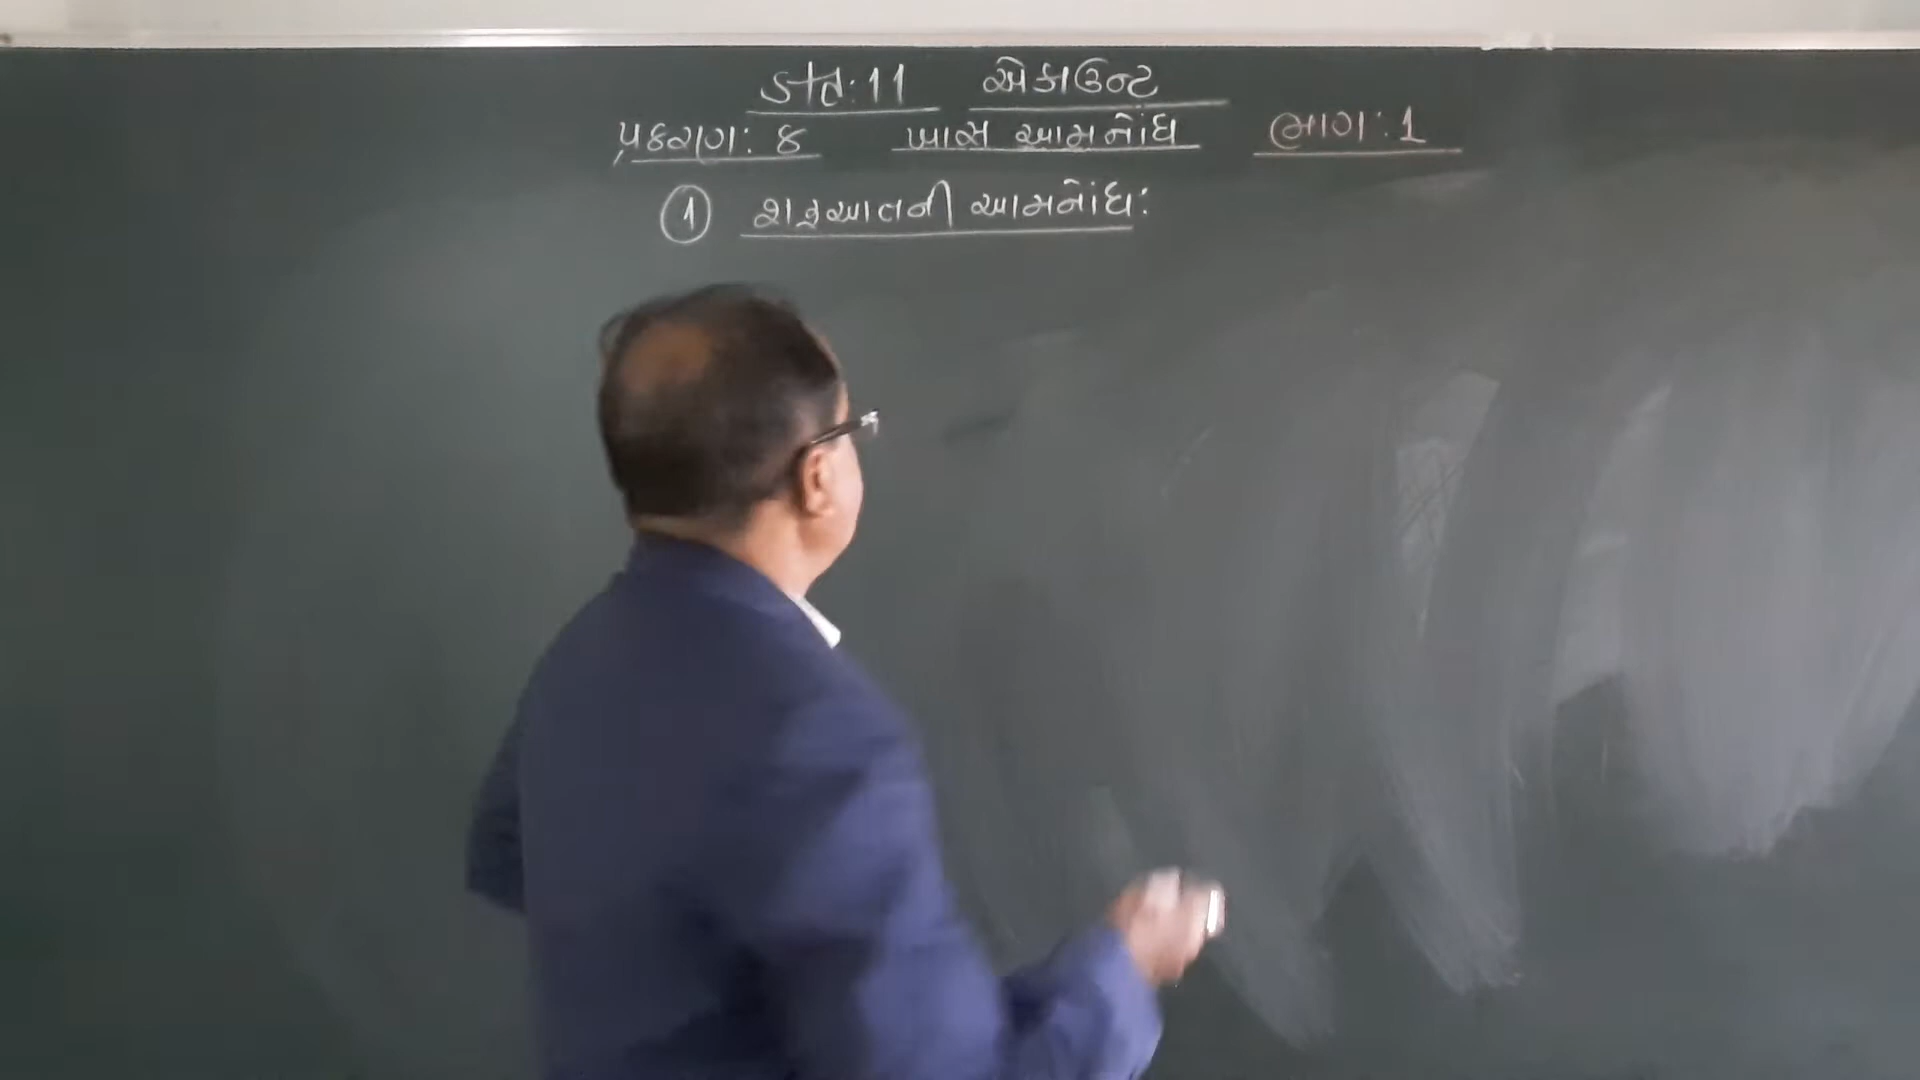 ધોરણ: 11 એકાઉન્ટ
પ્રકરણ: 8 ખાસ આમનોંધ ભાગ: 1
1 શરૂઆતની આમનોંધ: